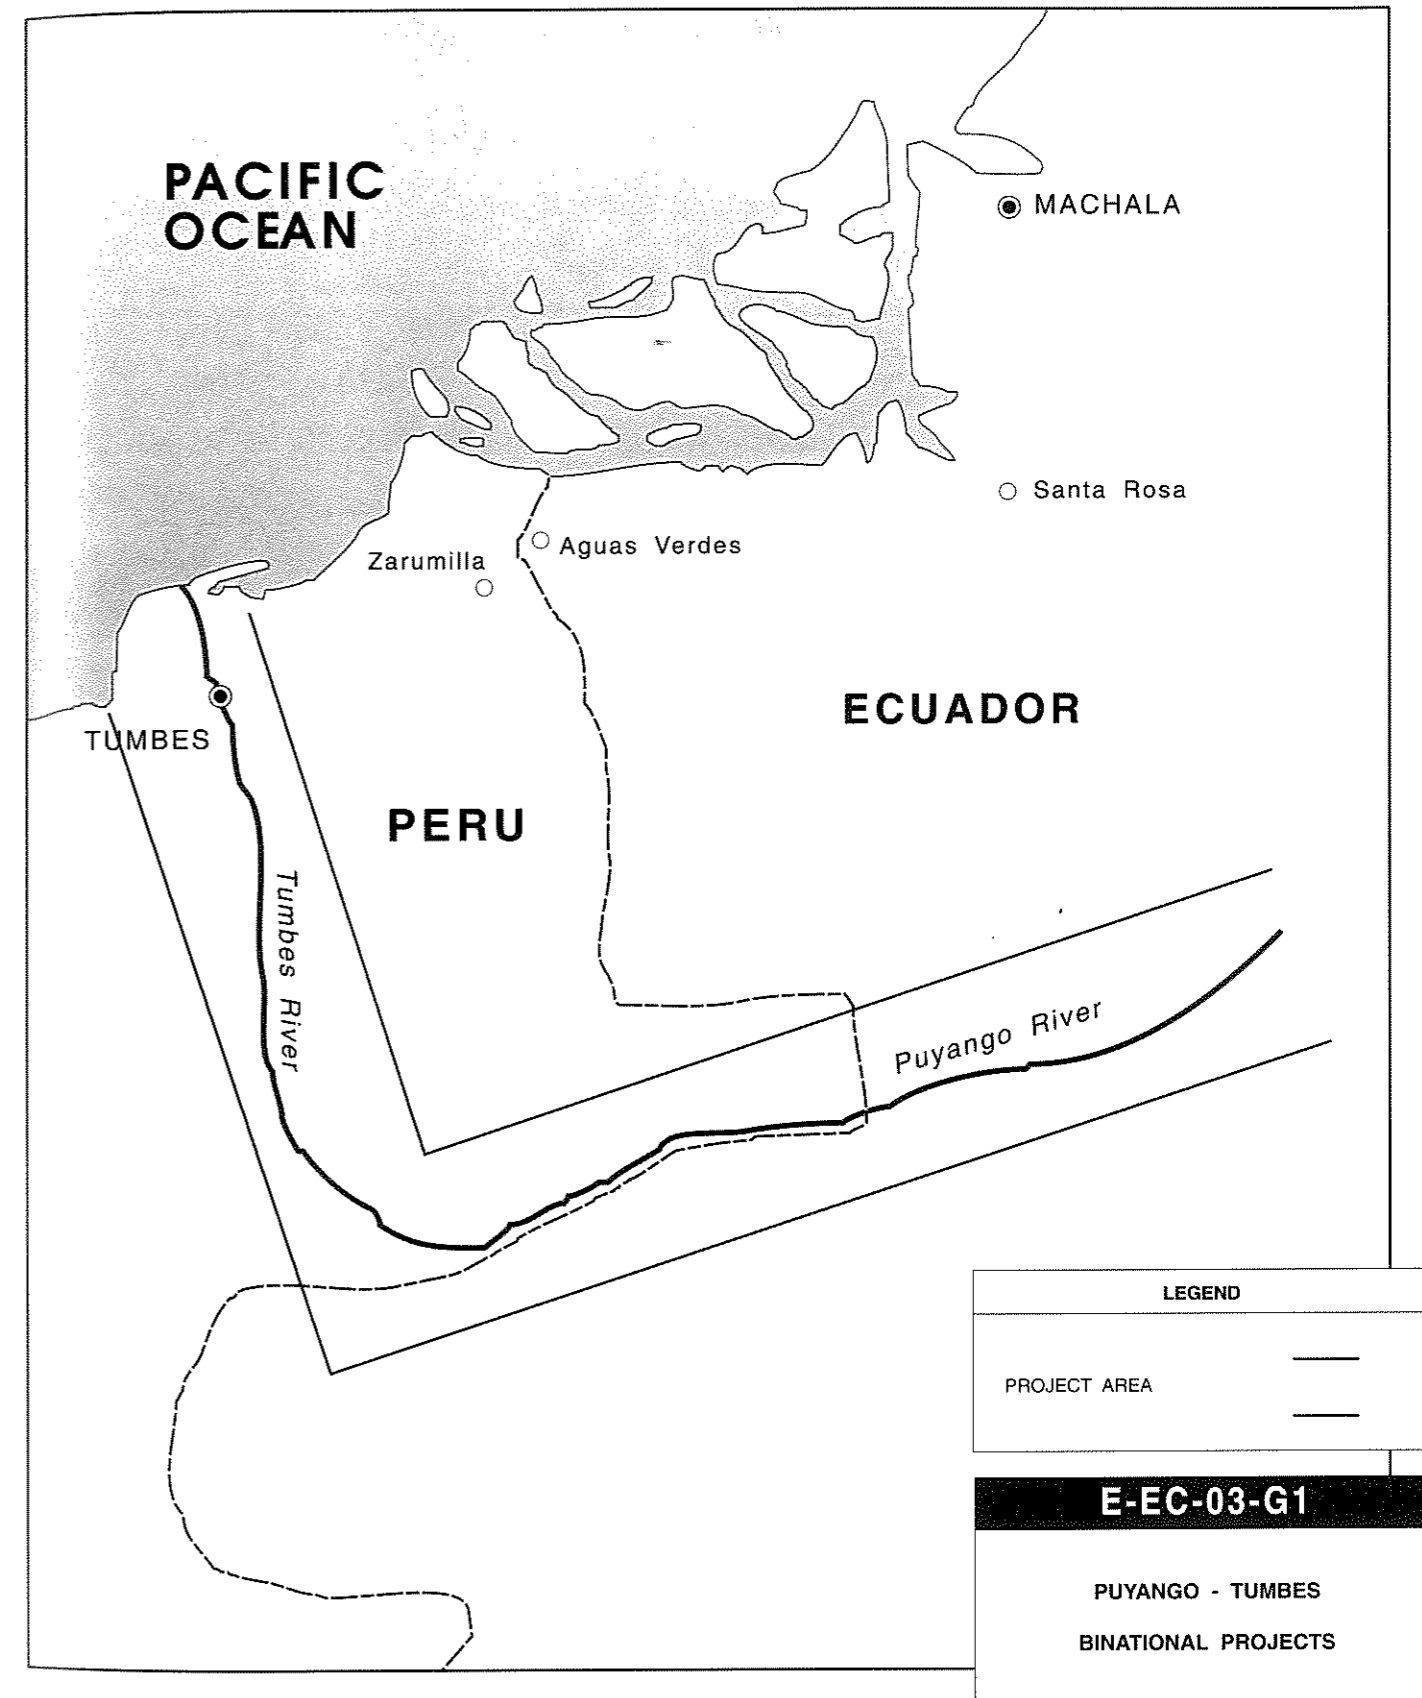 PACIFIC
OCEAN
MACHALA
Santa Rosa
Aguas Verdes
Zarumilla
ECUADOR
TUMBES
PERU
Tumbes River
Puyango River
LEGEND
PROJECT AREA
E-EC-03-G1
PUYANGO - TUMBES
BINATIONAL PROJECTS